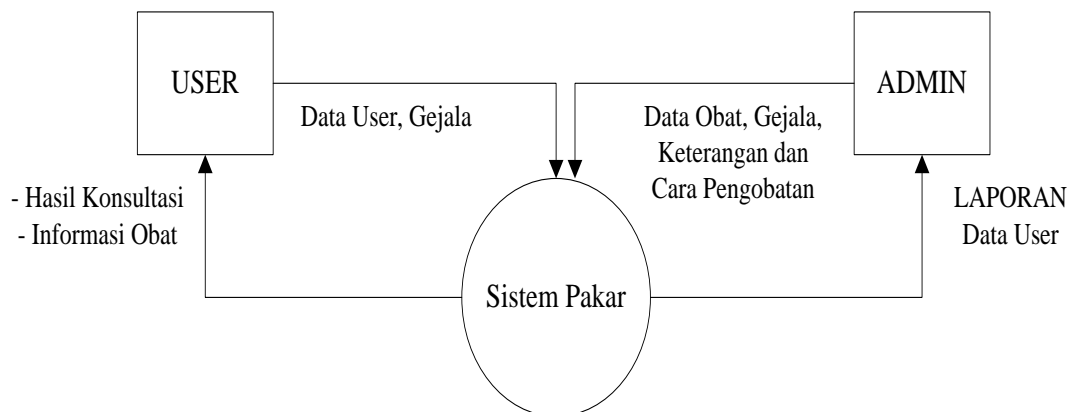 USER
ADMIN
Data User, Gejala
Data Obat, Gejala,
Keterangan dan
Cara Pengobatan
- Hasil Konsultasi
- Informasi Obat
LAPORAN
Data User
Sistem Pakar